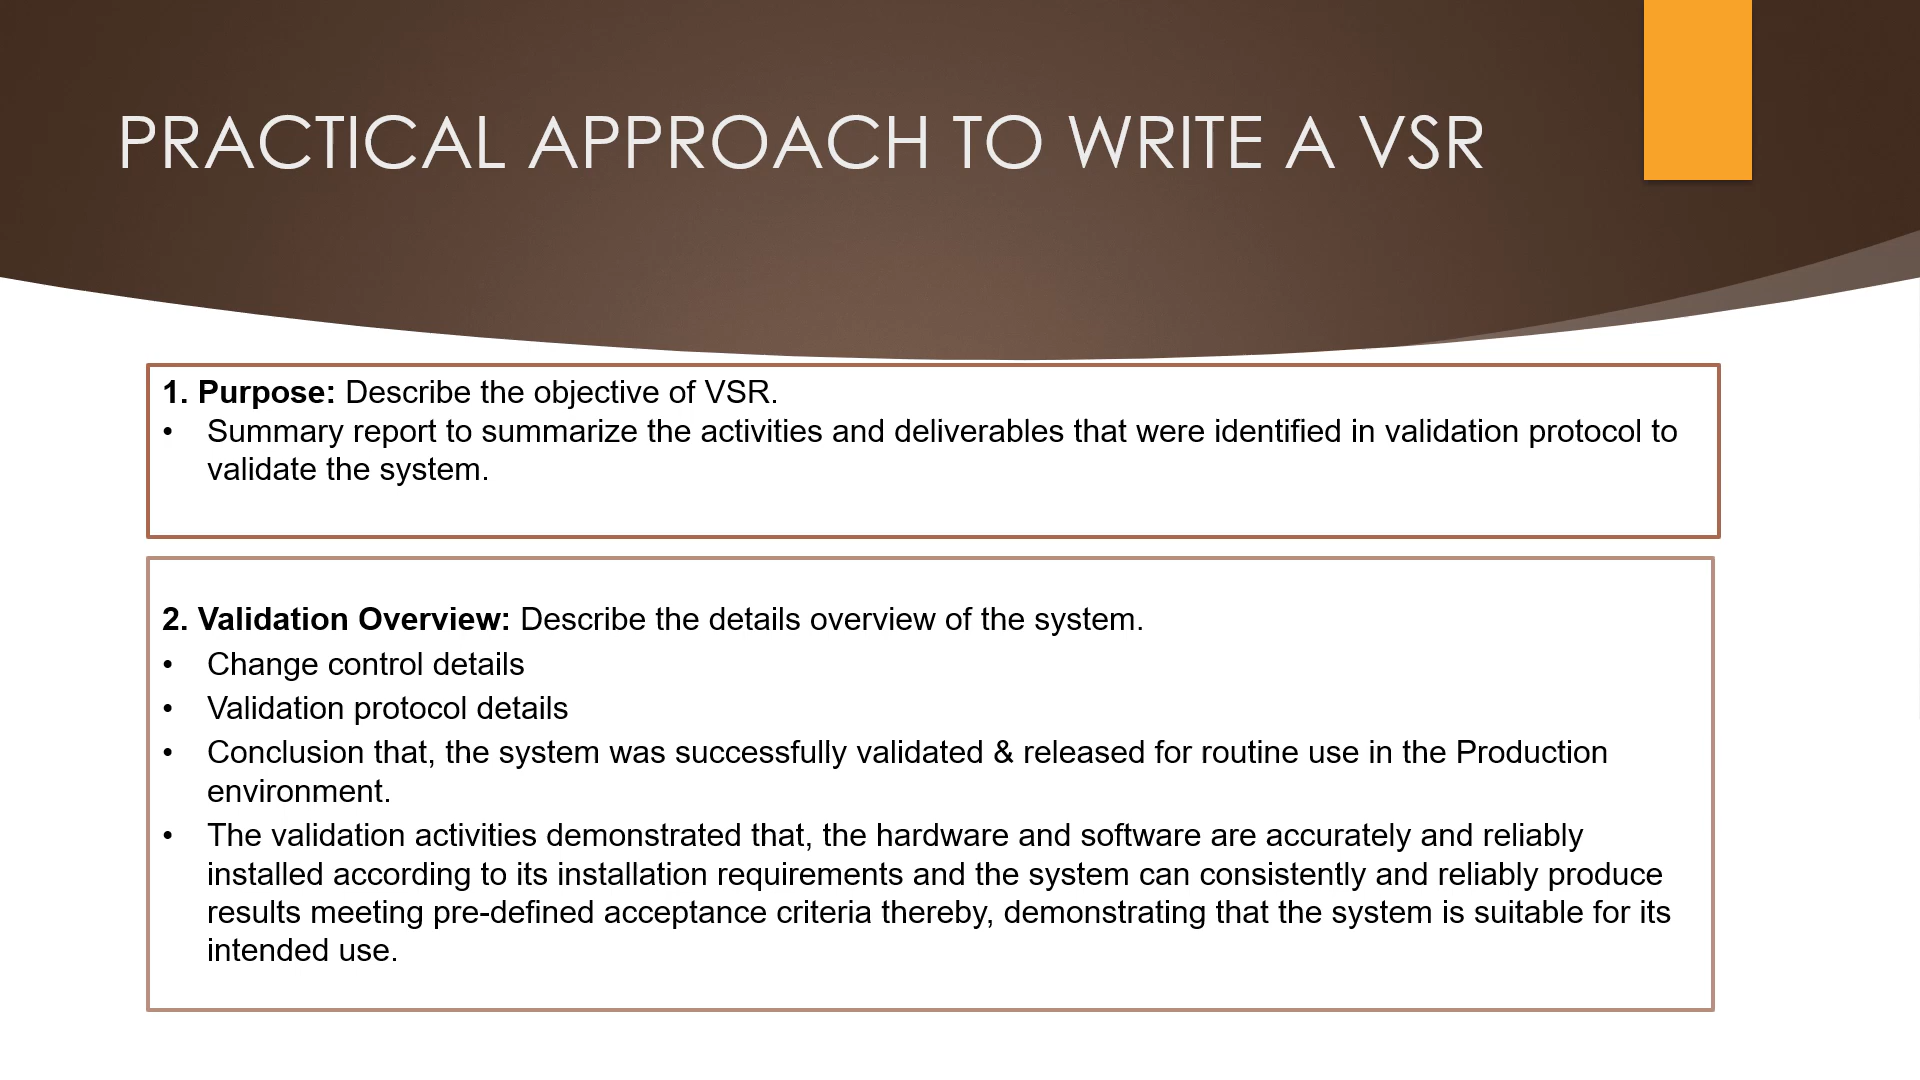 PRACTICAL APPROACH TO WRITE A VSR
1. Purpose: Describe the objective of VSR.
• Summary report to summarize the activities and deliverables that were identified in validation protocol to
validate the system.
2. Validation Overview: Describe the details overview of the system.
• Change control details
• Validation protocol details
• Conclusion that, the system was successfully validated & released for routine use in the Production
environment.
• The validation activities demonstrated that, the hardware and software are accurately and reliably
installed according to its installation requirements and the system can consistently and reliably produce
results meeting pre-defined acceptance criteria thereby, demonstrating that the system is suitable for its
intended use.